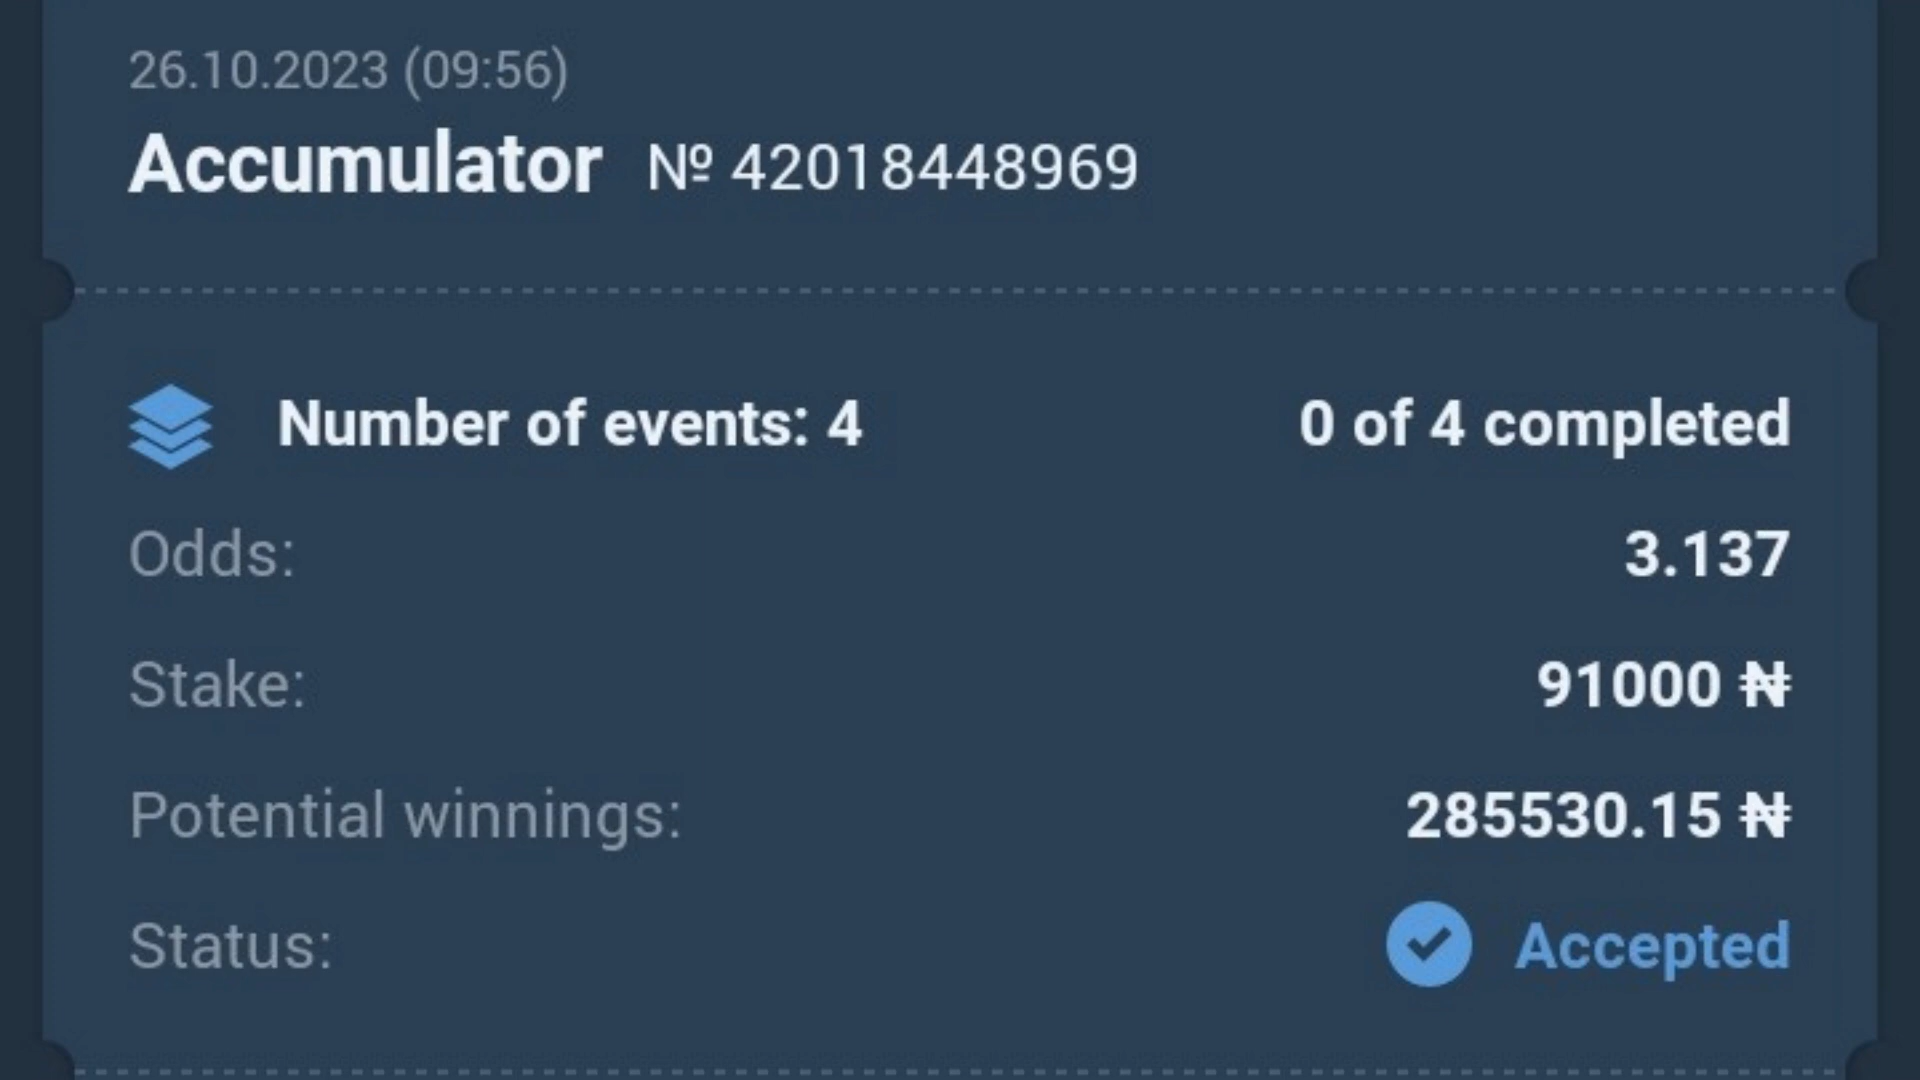 26.10.2023 (09:56)
Accumulator № 42018448969
Number of events: 4 0 of 4 completed
Odds: 3.137
Stake: 91000 ₦
Potential winnings: 285530.15 ₦
Status: Accepted